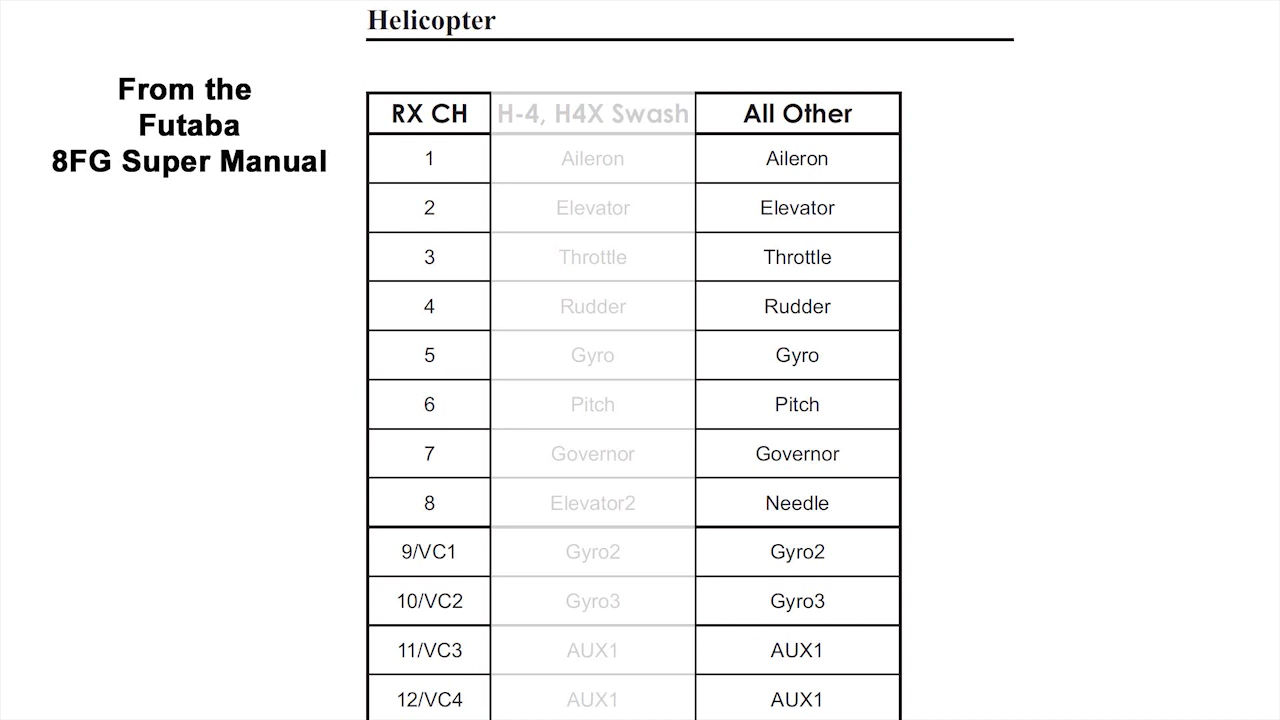 Helicopter
From the
Futaba
8FG Super Manual
RX CH H-4, H4X Swash All Other
1 Aileron Aileron
2 Elevator Elevator
3 Throttle Throttle
4 Rudder Rudder
5 Gyro Gyro
6 Pitch Pitch
7 Governor Governor
8 Elevator2 Needle
9/VC1 Gyro2 Gyro2
10/VC2 Gyro3 Gyro3
11/VC3 AUX1 AUX1
12/VC4 AUX1 AUX1